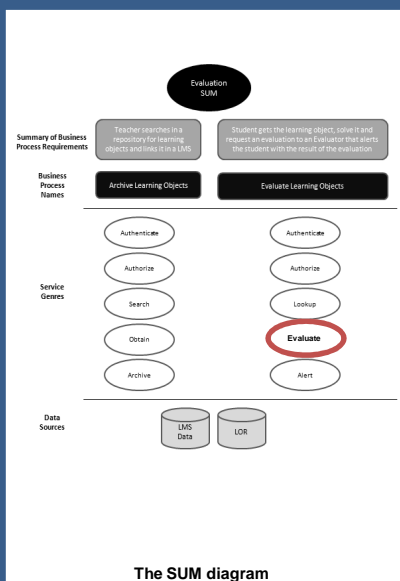 Evaluation
SUM
Summary of Business
Process Requirements
Teacher searches in a
repository for learning
objects and links it in a LMS
Student gets the learning object, solve it and
request an evaluation to an Evaluator that alerts
the student with the result of the evaluation
Business
Process
Names
Archive Learning Objects
Evaluate Learning Objects
Service
Genres
Authenticate
Authenticate
Authorize
Authorize
Search
Lookup
Obtain
Evaluate
Archive
Alert
Data
Sources
LMS
Data
LOR
The SUM diagram